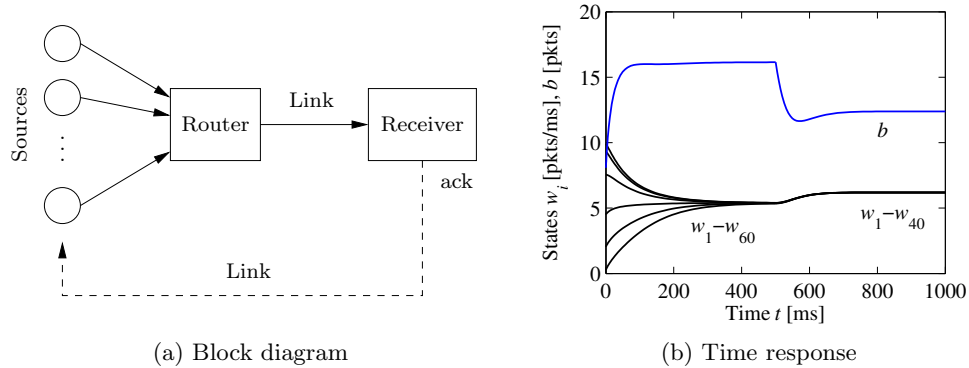 Sources
Router
Link
Receiver
ack
Link
(a) Block diagram
States w_i [pkts/ms], b [pkts]
20
15
10
5
0
b
w_1–w_60
w_1–w_40
0 200 400 600 800 1000
Time t [ms]
(b) Time response